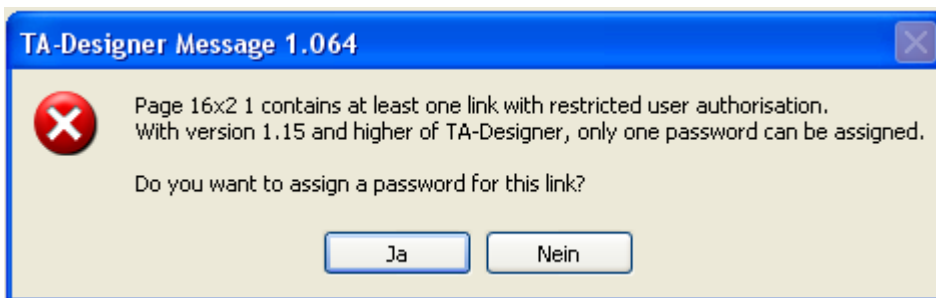 TA-Designer Message 1.064
Page 16x2 1 contains at least one link with restricted user authorisation.
With version 1.15 and higher of TA-Designer, only one password can be assigned.
Do you want to assign a password for this link?
Ja
Nein